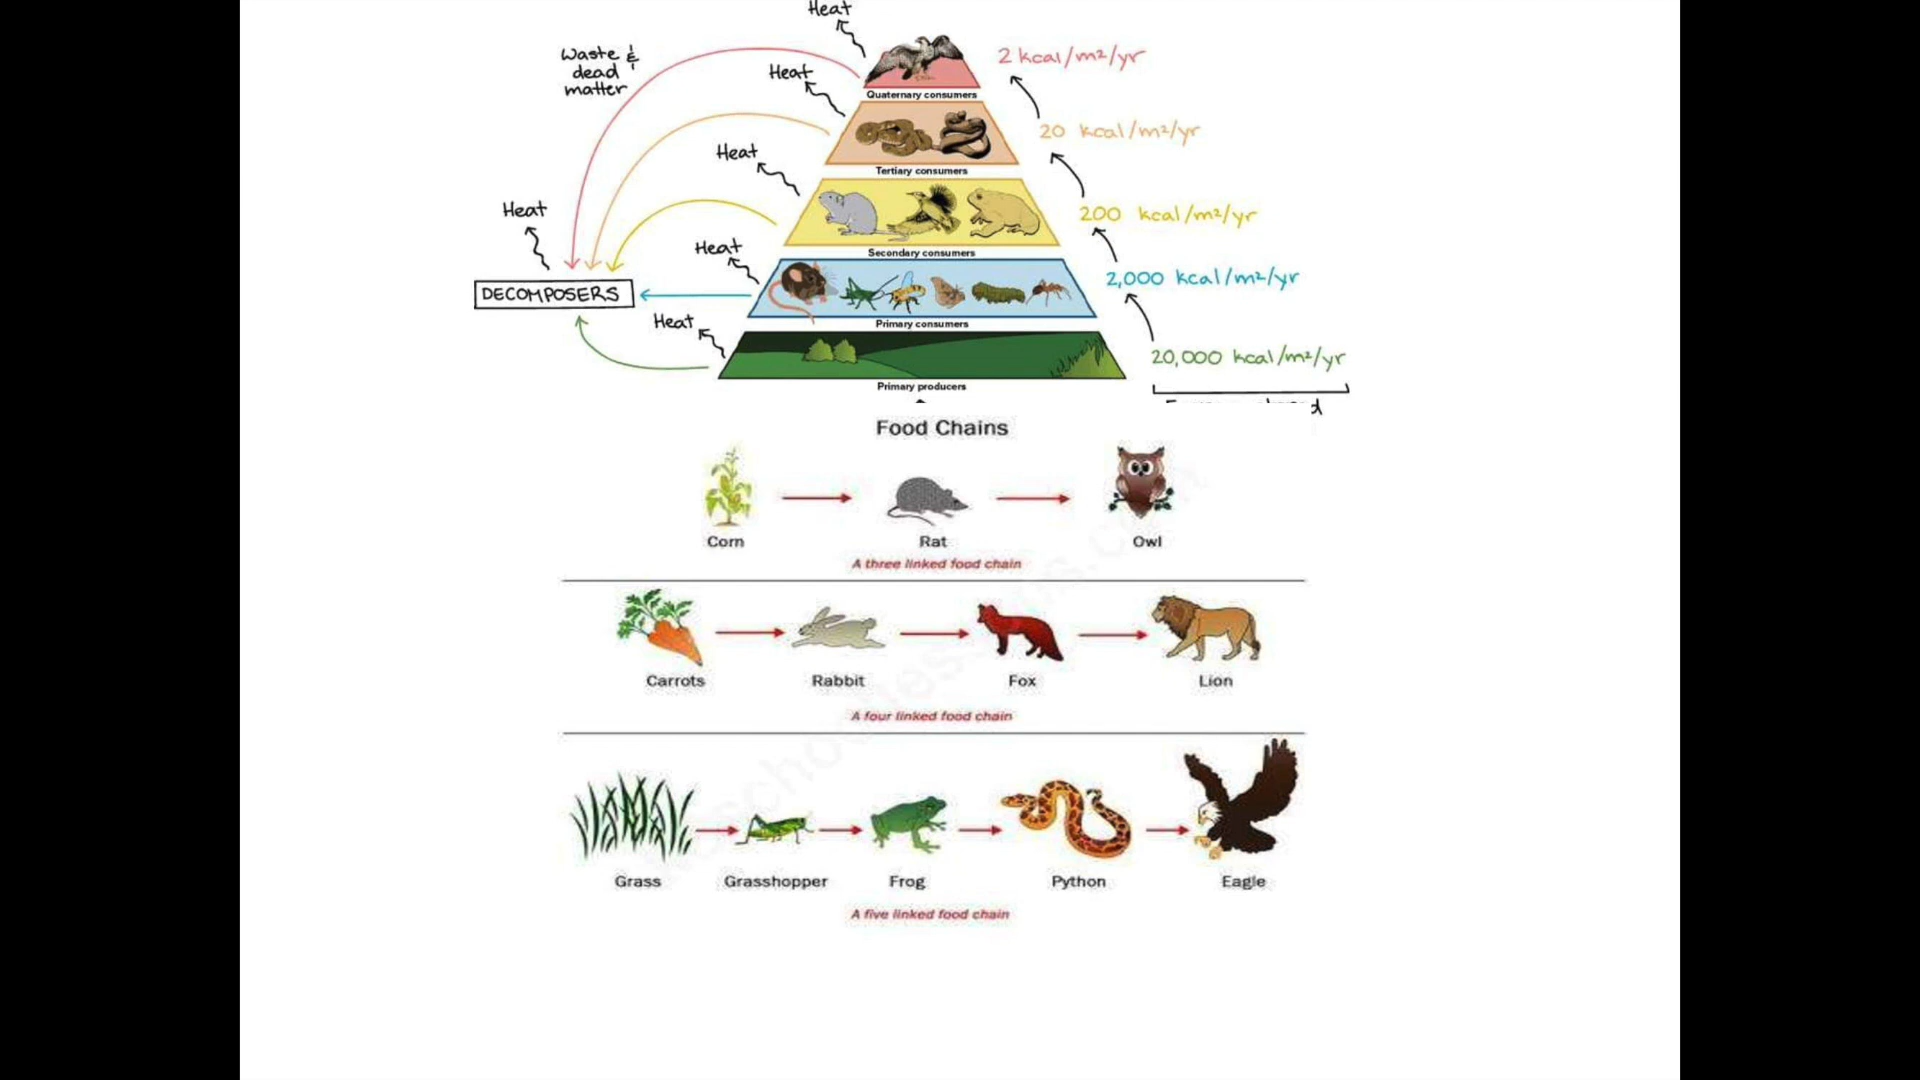 Heat
2 kcal/m²/yr
Waste &
dead
matter
Heat
Quaternary consumers
20 kcal/m²/yr
Heat
Tertiary consumers
Heat
200 kcal/m²/yr
Heat
Secondary consumers
2,000 kcal/m²/yr
DECOMPOSERS
Heat
Primary consumers
20,000 kcal/m²/yr
Primary producers
Food Chains
Corn
Rat
Owl
A three linked food chain
Carrots
Rabbit
Fox
Lion
A four linked food chain
Grass
Grasshopper
Frog
Python
Eagle
A five linked food chain